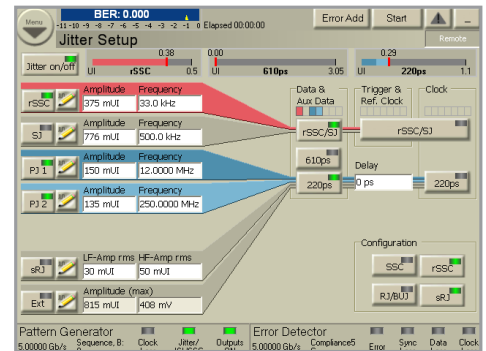 Menu
BER: 0.000
-11 -10 -9 -8 -7 -6 -5 -4 -3 -2 -1 0 Elapsed 00:00:00
Error Add
Start
Jitter Setup
Remote
Jitter on/off
0.38
UI rSSC 0.5
0.00
UI 610ps 3.05
0.29
UI 220ps 1.1
Amplitude Frequency
rSSC 375 mUI 33.0 kHz
Amplitude Frequency
SJ 776 mUI 500.0 kHz
Amplitude Frequency
PJ 1 150 mUI 12.0000 MHz
Amplitude Frequency
PJ 2 135 mUI 250.0000 MHz
LF-Amp rms HF-Amp rms
sRJ 30 mUI 50 mUI
Amplitude (max)
Ext 815 mUI 408 mV
Data & Aux Data
rSSC/SJ
610ps
220ps
Trigger & Ref. Clock
Clock
rSSC/SJ
Delay
0 ps
220ps
Configuration
SSC
rSSC
RJ/BUJ
sRJ
Pattern Generator
5.00000 Gb/s
Sequence, B:
Clock
Jitter/
Outputs
Error Detector
5.00000 Gb/s
Compliance5
Error
Sync
Data
Clock